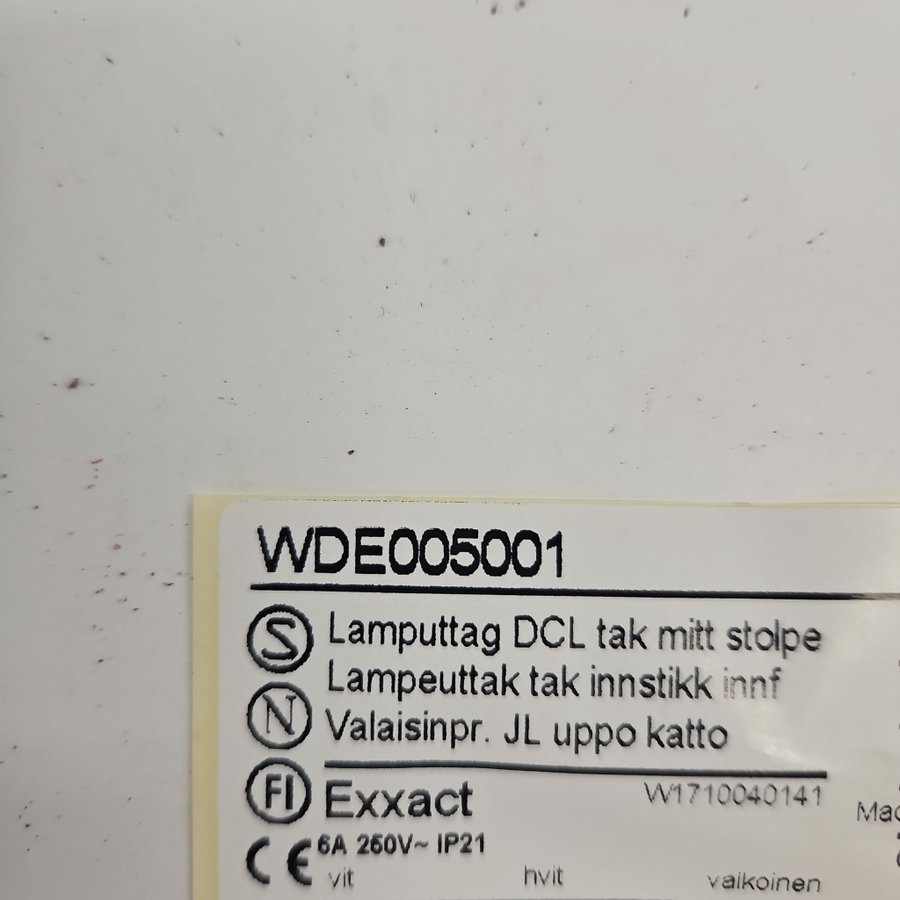 WDE005001
S Lamputtag DCL tak mitt stolpe
N Lampeuttak tak innstikk innf
FI Valaisinpr. JL uppo katto
Exxact W1710040141
CE 6A 250V~ IP21
vit hvit valkoinen